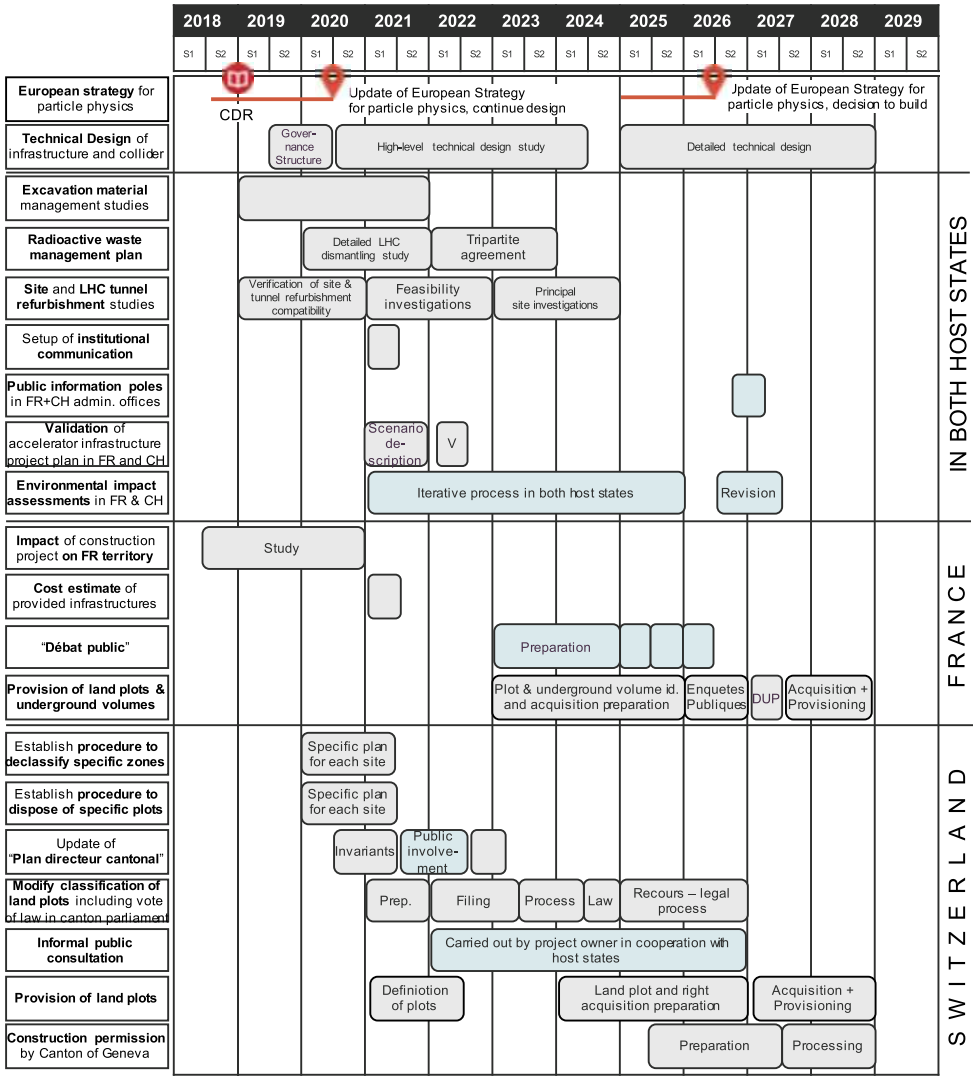 2018 2019 2020 2021 2022 2023 2024 2025 2026 2027 2028 2029
S1 S2 S1 S2 S1 S2 S1 S2 S1 S2 S1 S2 S1 S2 S1 S2 S1 S2 S1 S2 S1 S2 S1 S2
European strategy for
particle physics
CDR
Update of European Strategy
for particle physics, continue design
Update of European Strategy for
particle physics, decision to build
Technical Design of
infrastructure and collider
Gover-
nance
Structure
High-level technical design study
Detailed technical design
IN BOTH HOST STATES
Excavation material
management studies
Radioactive waste
management plan
Detailed LHC
dismantling study
Tripartite
agreement
Site and LHC tunnel
refurbishment studies
Verification of site &
tunnel refurbishment
compatibility
Feasibility
investigations
Principal
site investigations
Setup of institutional
communication
Public information poles
in FR+CH admin. offices
Validation of
accelerator infrastructure
project plan in FR and CH
Scenario
de-
scription
V
Environmental impact
assessments in FR & CH
Iterative process in both host states
Revision
FRANCE
Impact of construction
project on FR territory
Study
Cost estimate of
provided infrastructures
“Débat public”
Preparation
Provision of land plots &
underground volumes
Plot & underground volume id.
and acquisition preparation
Enquetes
Publiques
DUP
Acquisition +
Provisioning
SWITZERLAND
Establish procedure to
declassify specific zones
Specific plan
for each site
Establish procedure to
dispose of specific plots
Specific plan
for each site
Update of
“Plan directeur cantonal”
Invariants
Public
involve-
ment
Modify classification of
land plots including vote
of law in canton parliament
Prep.
Filing
Process
Law
Recours – legal
process
Informal public
consultation
Carried out by project owner in cooperation with
host states
Provision of land plots
Definiotion
of plots
Land plot and right
acquisition preparation
Acquisition +
Provisioning
Construction permission
by Canton of Geneva
Preparation
Processing